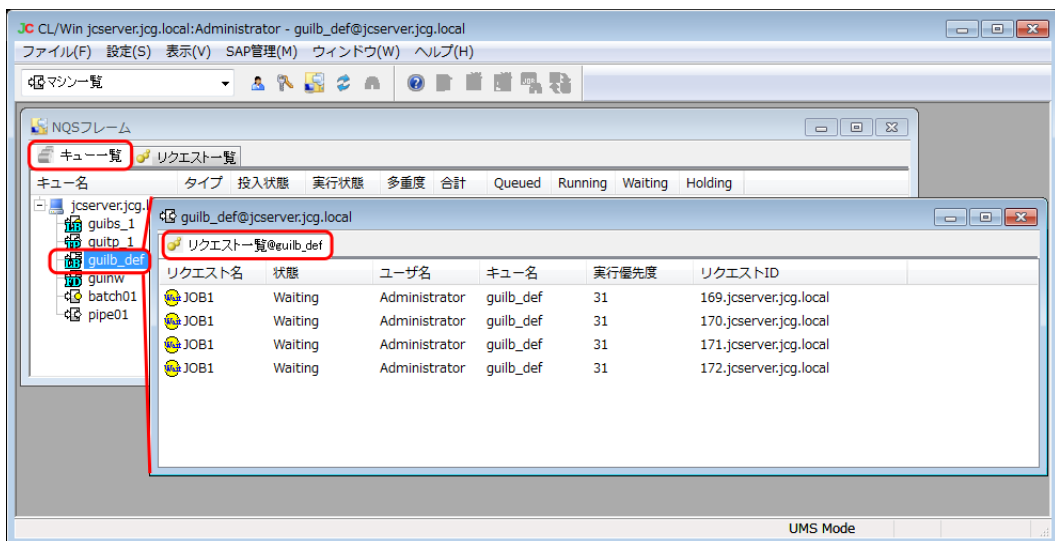 JC CL/Win jcserver.jcg.local:Administrator - guilb_def@jcserver.jcg.local
ファイル(F) 設定(S) 表示(V) SAP管理(M) ウィンドウ(W) ヘルプ(H)
マシン一覧
NQSフレーム
キュー一覧 リクエスト一覧
キュー名 タイプ 投入状態 実行状態 多重度 合計 Queued Running Waiting Holding
jcserver.jcg.l
guibs_1
guitp_1
guilb_def
guinw
batch01
pipe01
guilb_def@jcserver.jcg.local
リクエスト一覧@guilb_def
リクエスト名 状態 ユーザ名 キュー名 実行優先度 リクエストID
Wait JOB1 Waiting Administrator guilb_def 31 169.jcserver.jcg.local
Wait JOB1 Waiting Administrator guilb_def 31 170.jcserver.jcg.local
Wait JOB1 Waiting Administrator guilb_def 31 171.jcserver.jcg.local
Wait JOB1 Waiting Administrator guilb_def 31 172.jcserver.jcg.local
UMS Mode